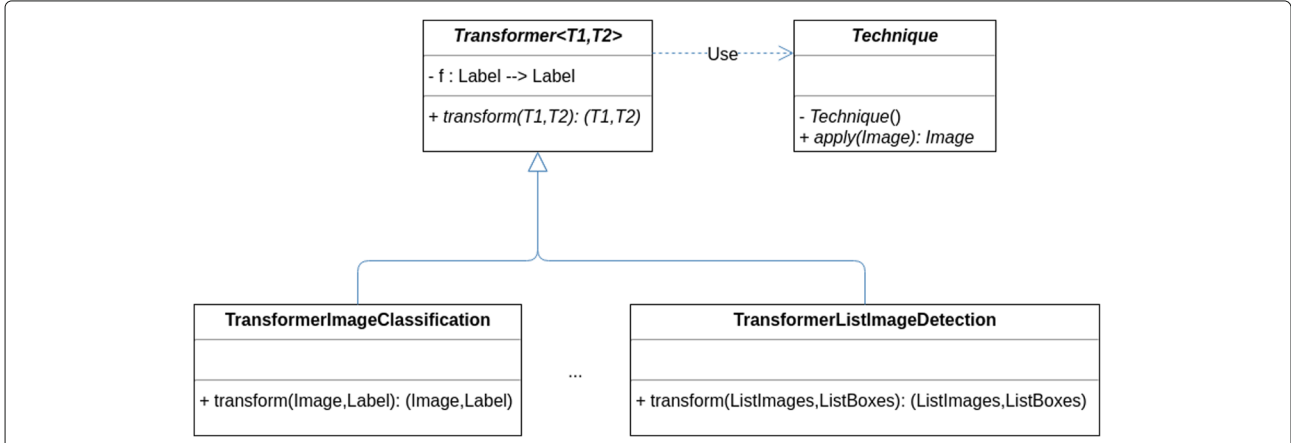 Transformer<T1,T2>
- f : Label --> Label
+ transform(T1,T2): (T1,T2)
Use
Technique
- Technique()
+ apply(Image): Image
TransformerImageClassification
+ transform(Image,Label): (Image,Label)
...
TransformerListImageDetection
+ transform(ListImages,ListBoxes): (ListImages,ListBoxes)